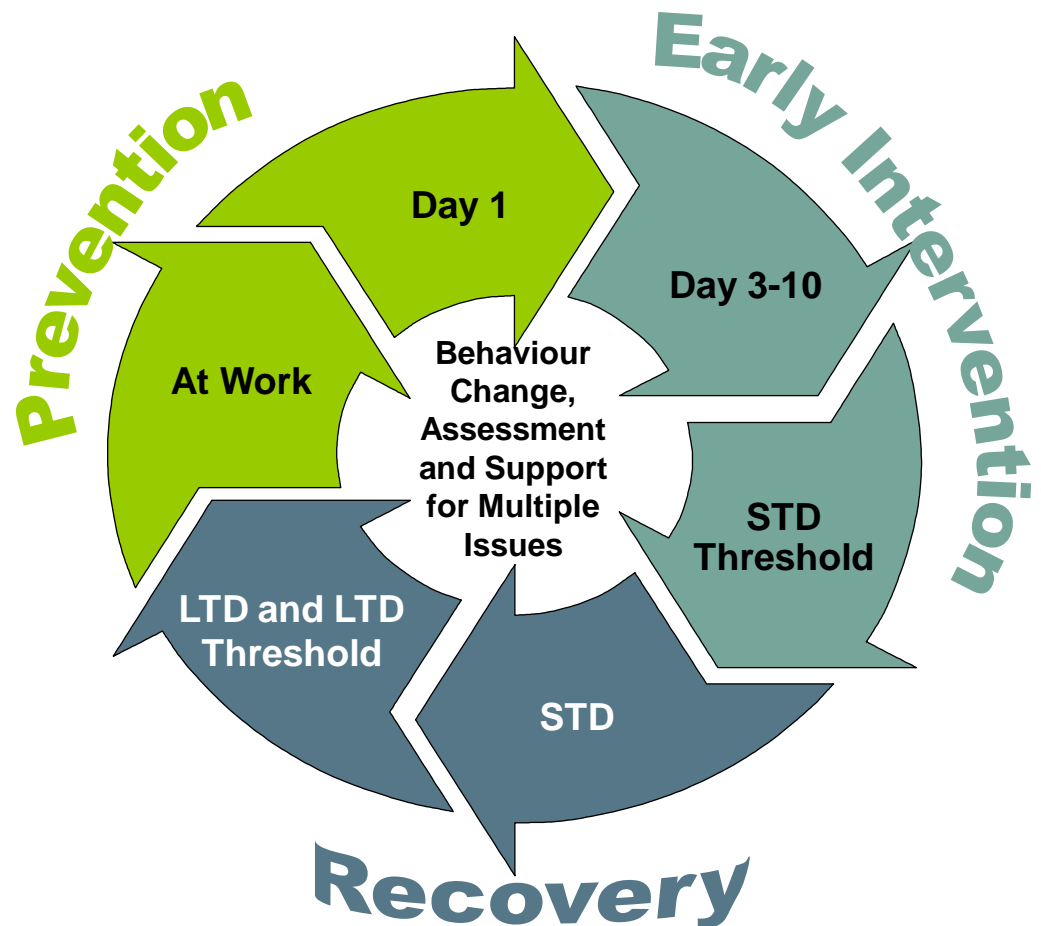 Prevention
Early Intervention
Day 1
Day 3-10
At Work
Behaviour
Change,
Assessment
and Support
for Multiple
Issues
STD
Threshold
LTD and LTD
Threshold
STD
Recovery